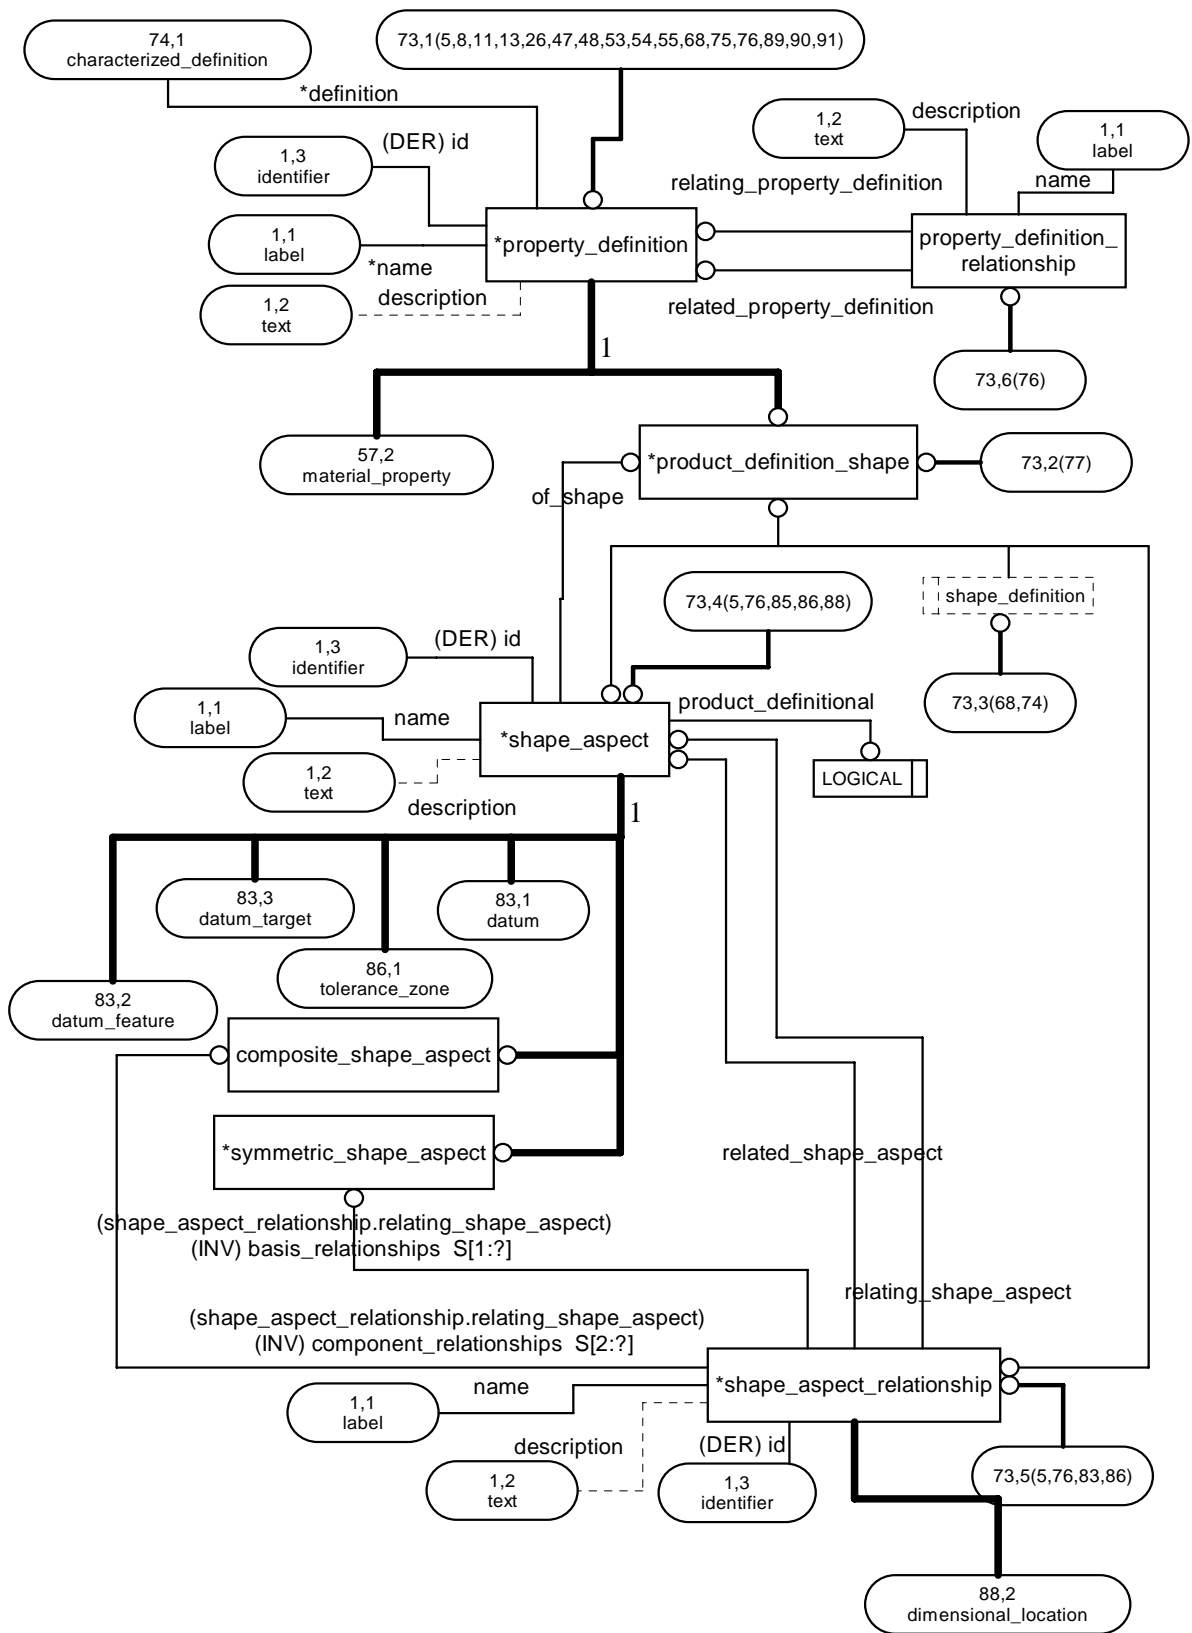 74,1
characterized_definition
73,1(5,8,11,13,26,47,48,53,54,55,68,75,76,89,90,91)
*definition
1,2
text
description
1,1
label
(DER) id
1,3
identifier
relating_property_definition
name
1,1
label
*name
*property_definition
property_definition_
relationship
description
1,2
text
related_property_definition
1
73,6(76)
57,2
material_property
*product_definition_shape
73,2(77)
of_shape
73,4(5,76,85,86,88)
shape_definition
(DER) id
1,3
identifier
73,3(68,74)
1,1
label
name
product_definitional
*shape_aspect
1,2
text
LOGICAL
description
1
83,3
datum_target
83,1
datum
86,1
tolerance_zone
83,2
datum_feature
composite_shape_aspect
*symmetric_shape_aspect
related_shape_aspect
(shape_aspect_relationship.relating_shape_aspect)
(INV) basis_relationships S[1:?]
relating_shape_aspect
(shape_aspect_relationship.relating_shape_aspect)
(INV) component_relationships S[2:?]
name
*shape_aspect_relationship
1,1
label
description
(DER) id
1,2
text
1,3
identifier
73,5(5,76,83,86)
88,2
dimensional_location